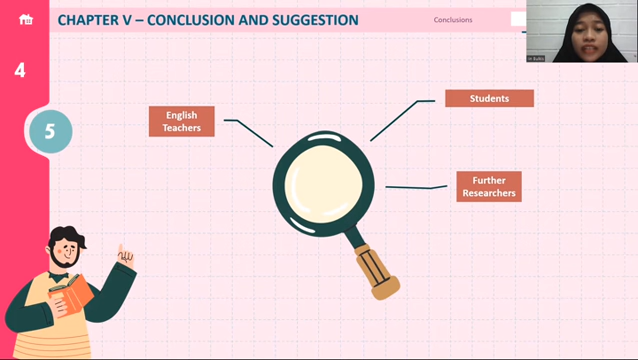 CHAPTER V – CONCLUSION AND SUGGESTION
Conclusions
4
5
English
Teachers
Students
Further
Researchers